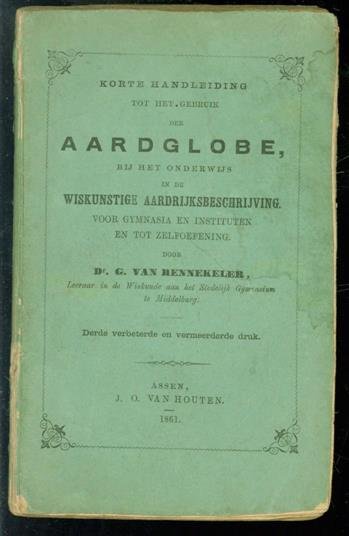 KORTE HANDLEIDING
TOT HET GEBRUIK
DER
AARDGLOBE,
BIJ HET ONDERWIJS
IN DE
WISKUNSTIGE AARDRIJKSBESCHRIJVING.
VOOR GYMNASIA EN INSTITUTEN
EN TOT ZELFOEFENING.
DOOR
Dr. G. VAN BENNEKELER,
Leeraar in de Wiskunde aan het Stedelijk Gymnasium
te Middelburg.
Derde verbeterde en vermeerderde druk.
ASSEN,
J. O. VAN HOUTEN.
1861.